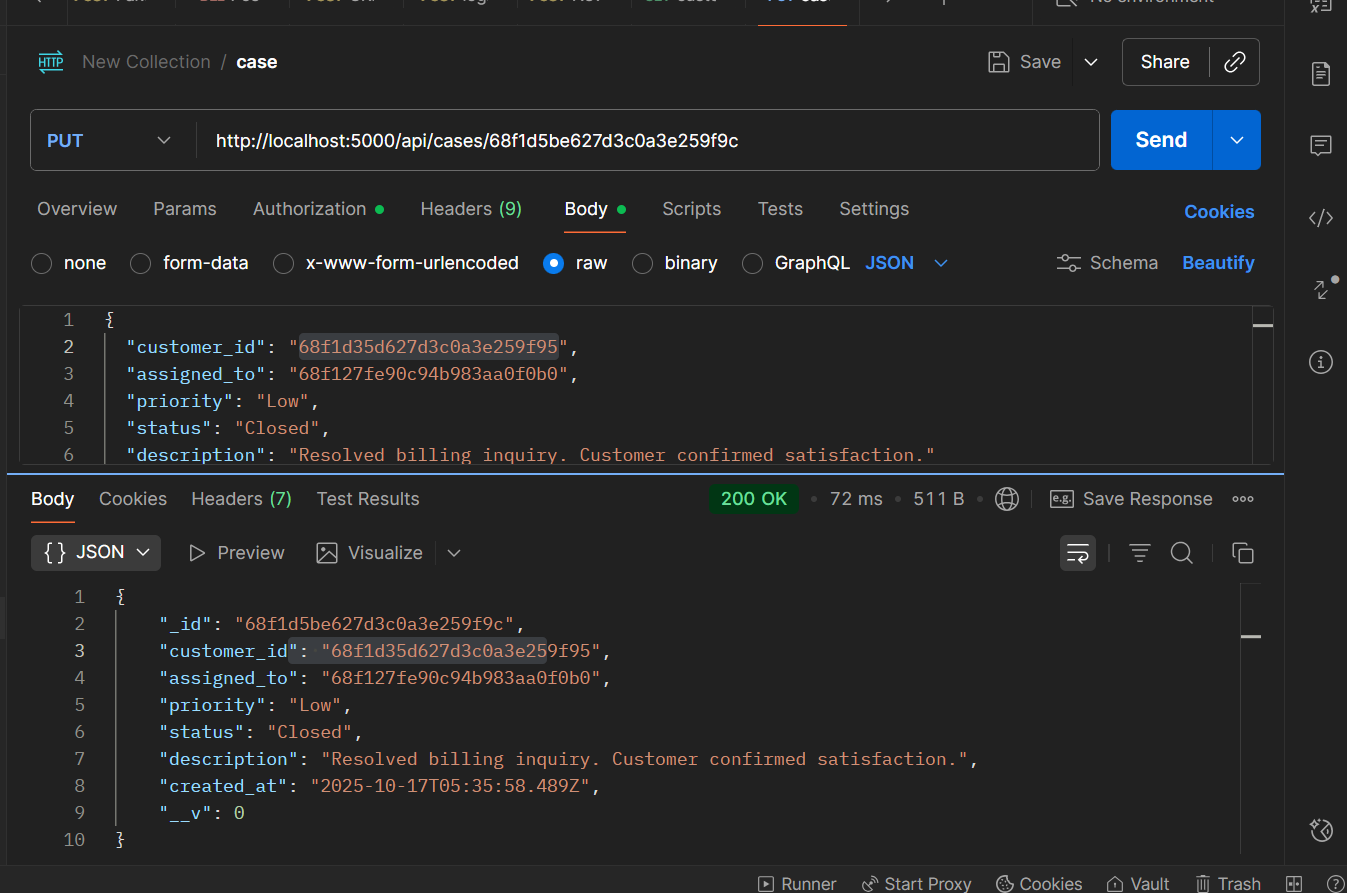 No environment
HTTP New Collection / case Save Share
PUT http://localhost:5000/api/cases/68f1d5be627d3c0a3e259f9c Send
Overview Params Authorization Headers (9) Body Scripts Tests Settings Cookies
none form-data x-www-form-urlencoded raw binary GraphQL JSON Schema Beautify
1 {
2 "customer_id": "68f1d35d627d3c0a3e259f95",
3 "assigned_to": "68f127fe90c94b983aa0f0b0",
4 "priority": "Low",
5 "status": "Closed",
6 "description": "Resolved billing inquiry. Customer confirmed satisfaction."
Body Cookies Headers (7) Test Results 200 OK • 72 ms • 511 B • e.g. Save Response
{} JSON Preview Visualize
1 {
2 "_id": "68f1d5be627d3c0a3e259f9c",
3 "customer_id": "68f1d35d627d3c0a3e259f95",
4 "assigned_to": "68f127fe90c94b983aa0f0b0",
5 "priority": "Low",
6 "status": "Closed",
7 "description": "Resolved billing inquiry. Customer confirmed satisfaction.",
8 "created_at": "2025-10-17T05:35:58.489Z",
9 "__v": 0
10 }
Runner Start Proxy Cookies Vault Trash